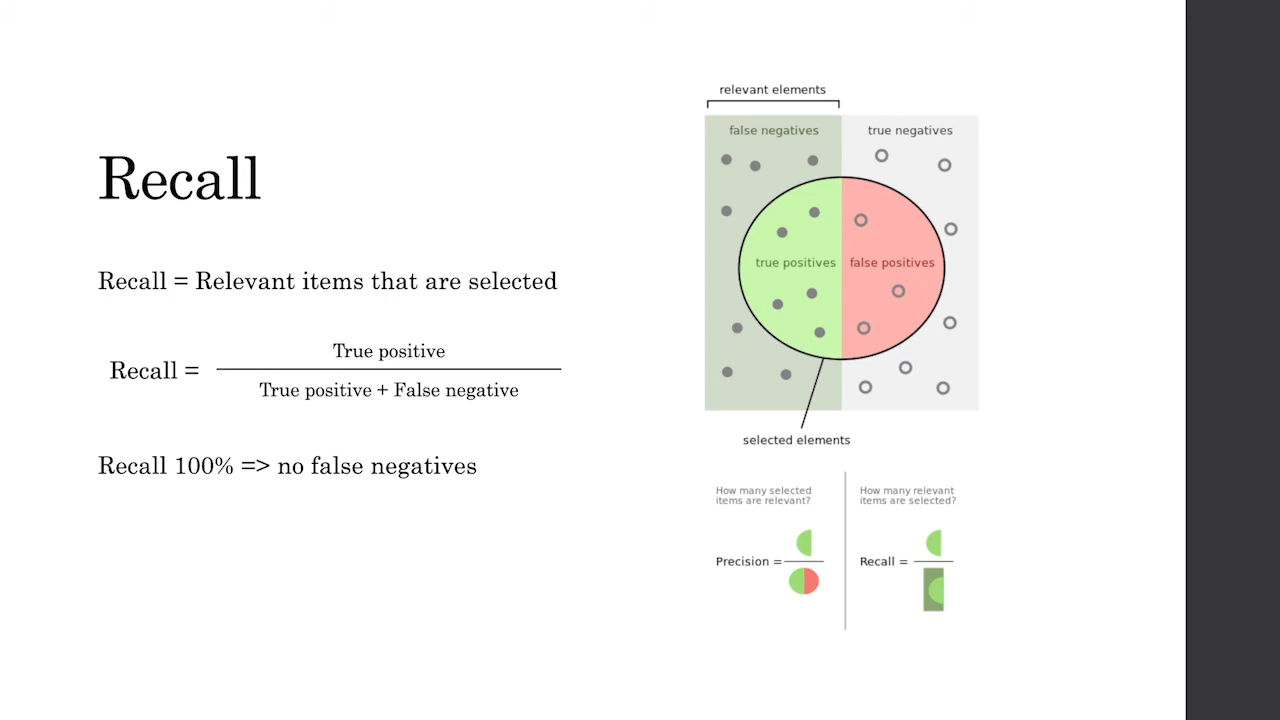 Recall
Recall = Relevant items that are selected
Recall =
True positive
True positive + False negative
Recall 100% => no false negatives
relevant elements
false negatives
true negatives
true positives
false positives
selected elements
How many selected
items are relevant?
How many relevant
items are selected?
Precision =
Recall =